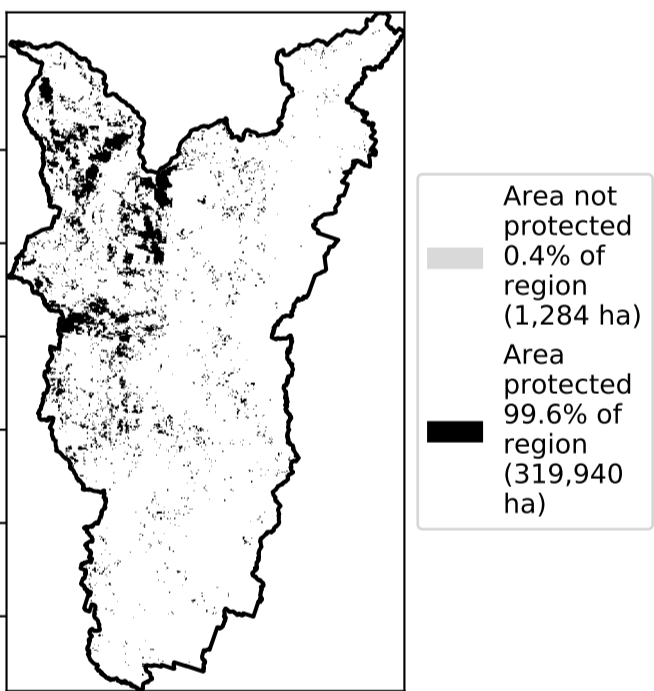 Area not
protected
0.4% of
region
(1,284 ha)
Area
protected
99.6% of
region
(319,940
ha)